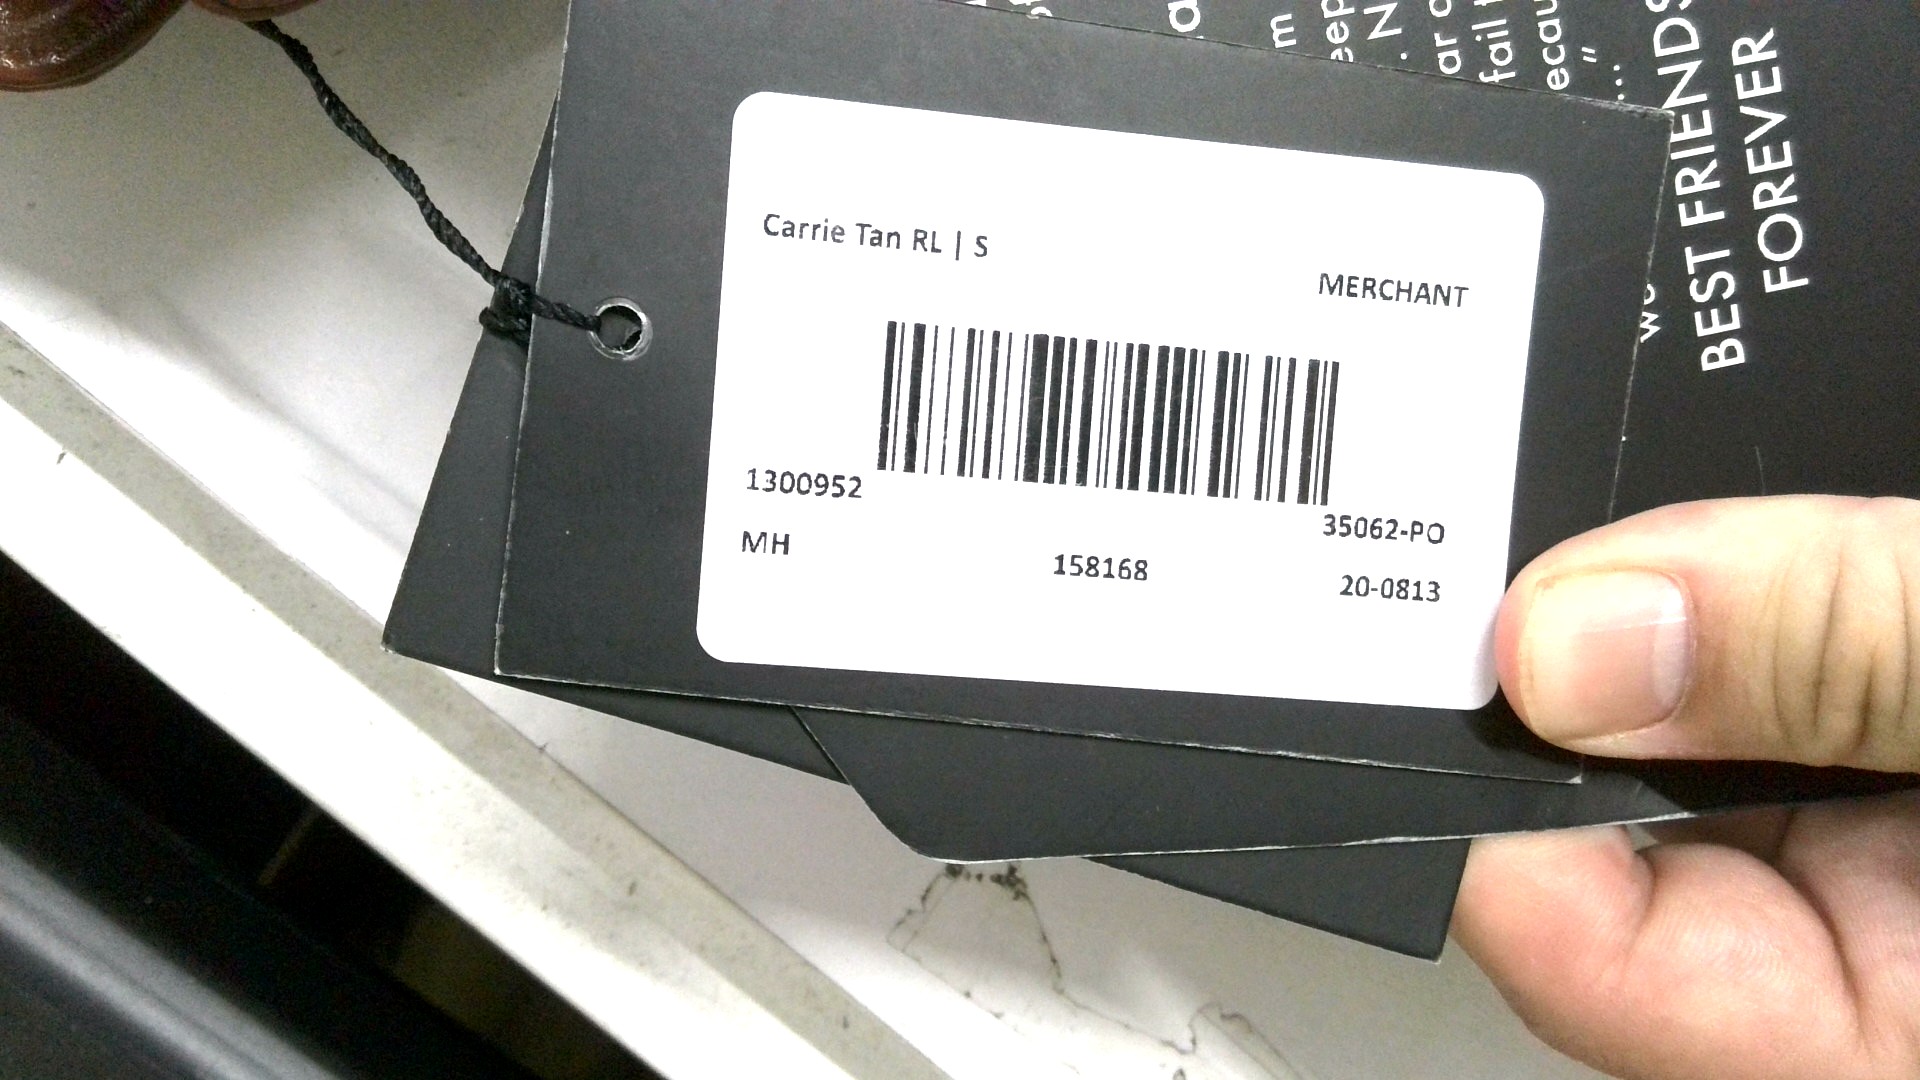 Carrie Tan RL | S
MERCHANT
1300952
35062-PO
MH
158168
20-0813
BEST FRIENDS
FOREVER